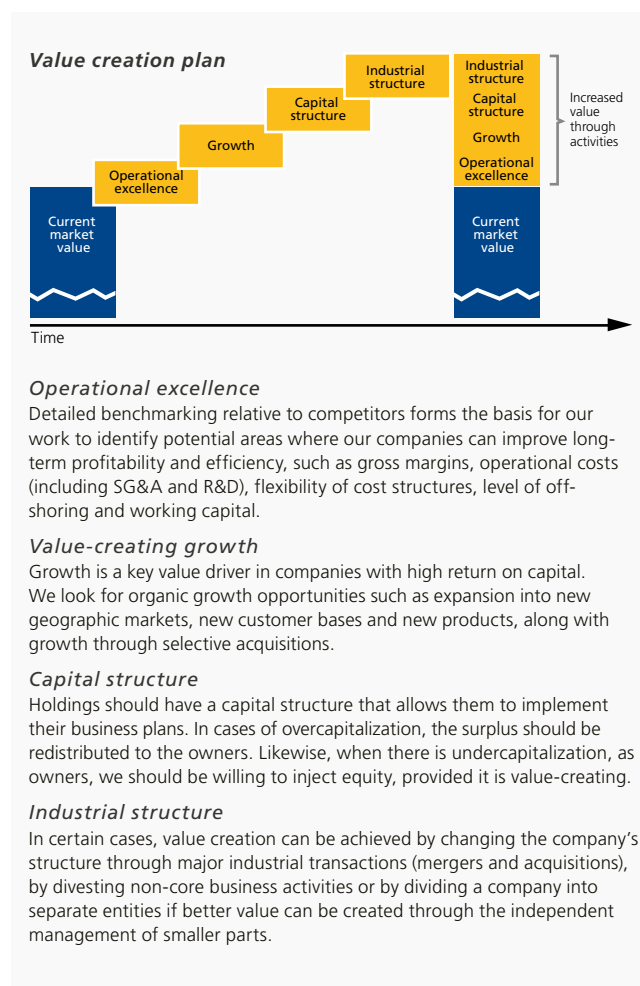 Value creation plan
Industrial
structure
Capital
structure
Growth
Operational
excellence
Current
market
value
Industrial
structure
Capital
structure
Growth
Operational
excellence
Current
market
value
Increased
value
through
activities
Time
Operational excellence
Detailed benchmarking relative to competitors forms the basis for our
work to identify potential areas where our companies can improve long-
term profitability and efficiency, such as gross margins, operational costs
(including SG&A and R&D), flexibility of cost structures, level of off-
shoring and working capital.
Value-creating growth
Growth is a key value driver in companies with high return on capital.
We look for organic growth opportunities such as expansion into new
geographic markets, new customer bases and new products, along with
growth through selective acquisitions.
Capital structure
Holdings should have a capital structure that allows them to implement
their business plans. In cases of overcapitalization, the surplus should be
redistributed to the owners. Likewise, when there is undercapitalization, as
owners, we should be willing to inject equity, provided it is value-creating.
Industrial structure
In certain cases, value creation can be achieved by changing the company's
structure through major industrial transactions (mergers and acquisitions),
by divesting non-core business activities or by dividing a company into
separate entities if better value can be created through the independent
management of smaller parts.